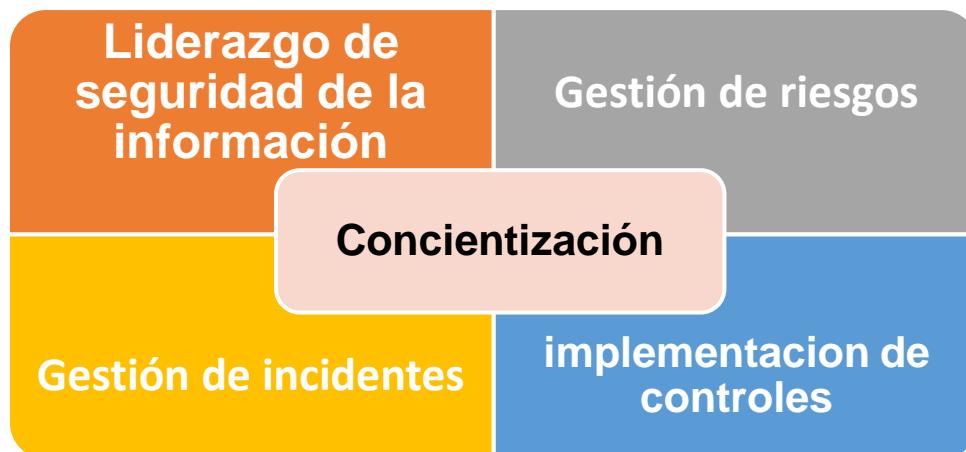 Liderazgo de
seguridad de la
información
Gestión de riesgos
Concientización
Gestión de incidentes
implementacion de
controles